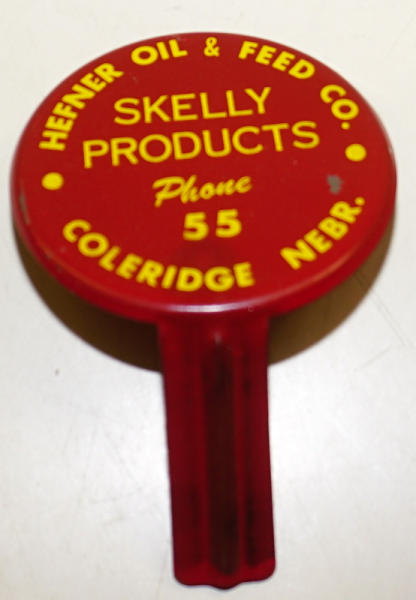 HEFNER OIL & FEED CO.
SKELLY
PRODUCTS
Phone
55
COLERIDGE NEBR.